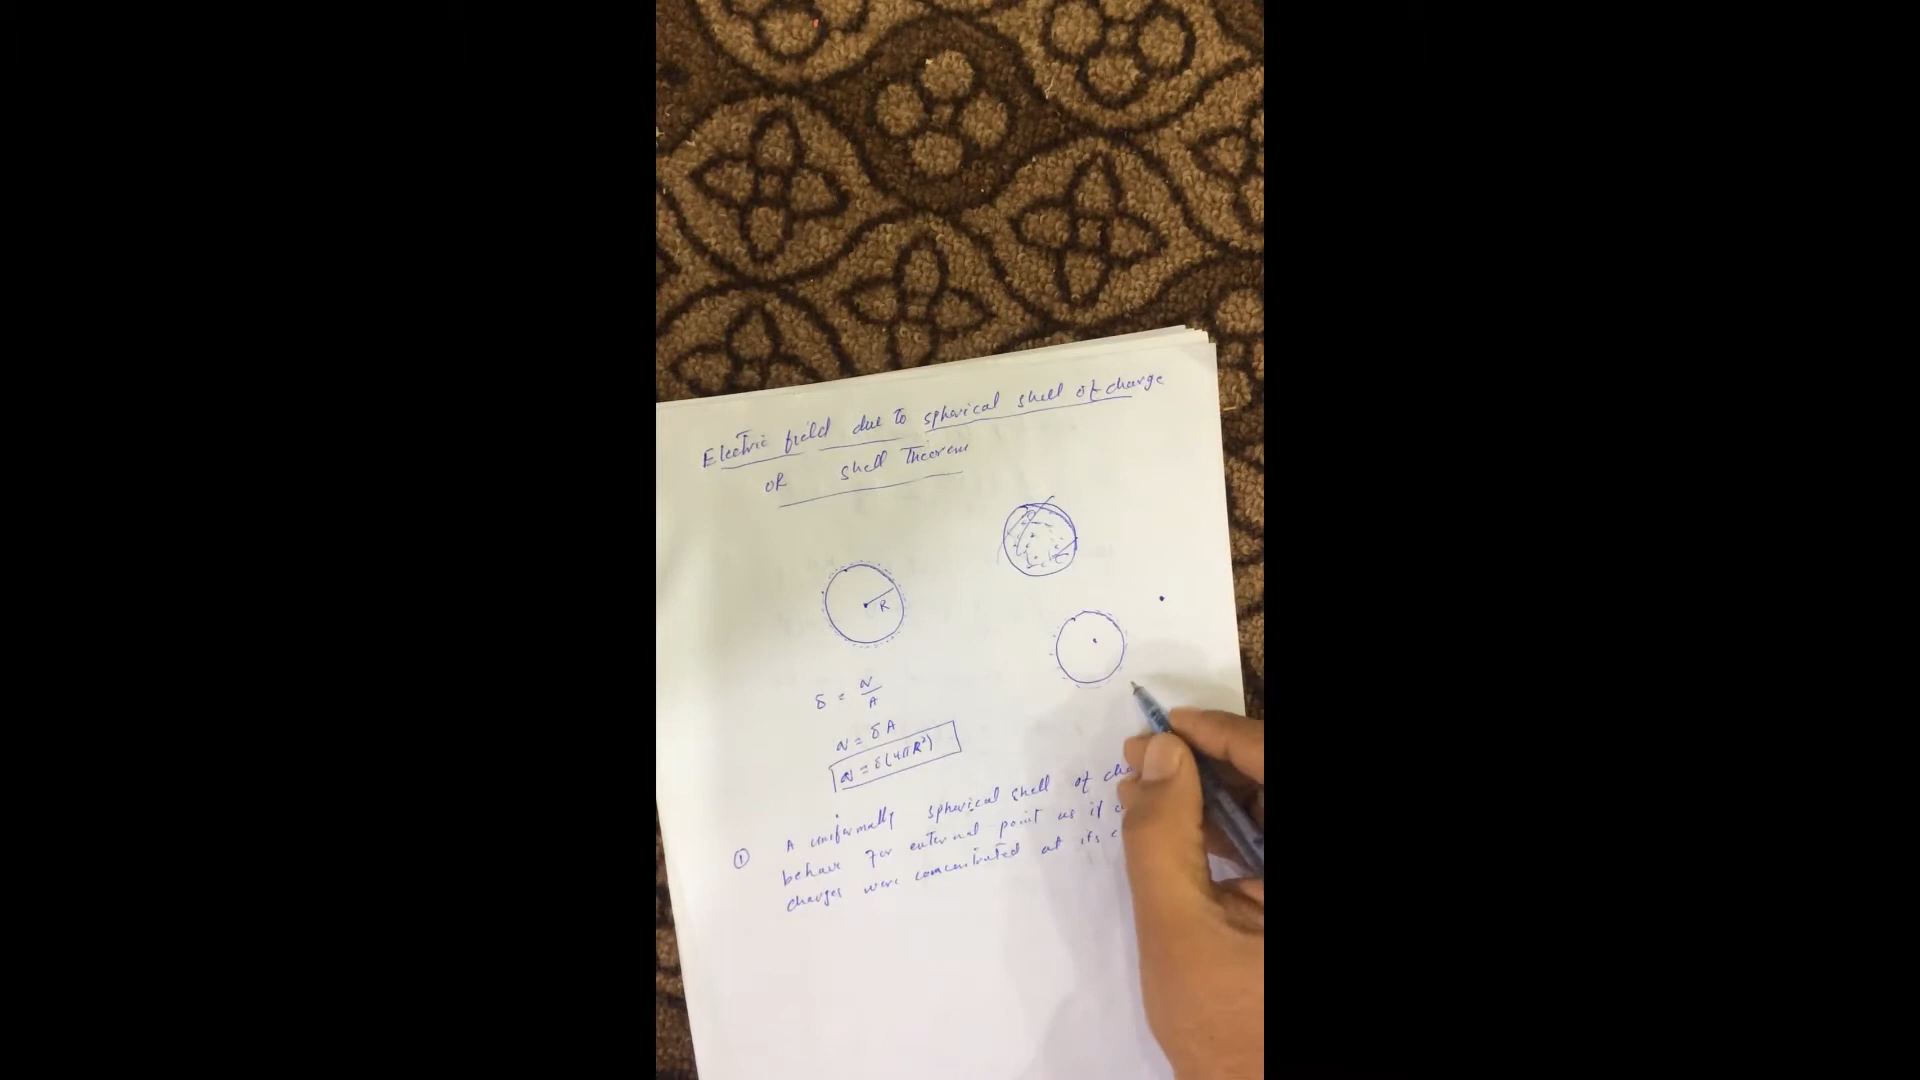 Electric field due to spherical shell of charge
OR shell Theorem
R
δ = q/A
q = δA
q = δ(4πR²)
① A uniformally spherical shell of
behave for external point as if
charges were concentrated at its